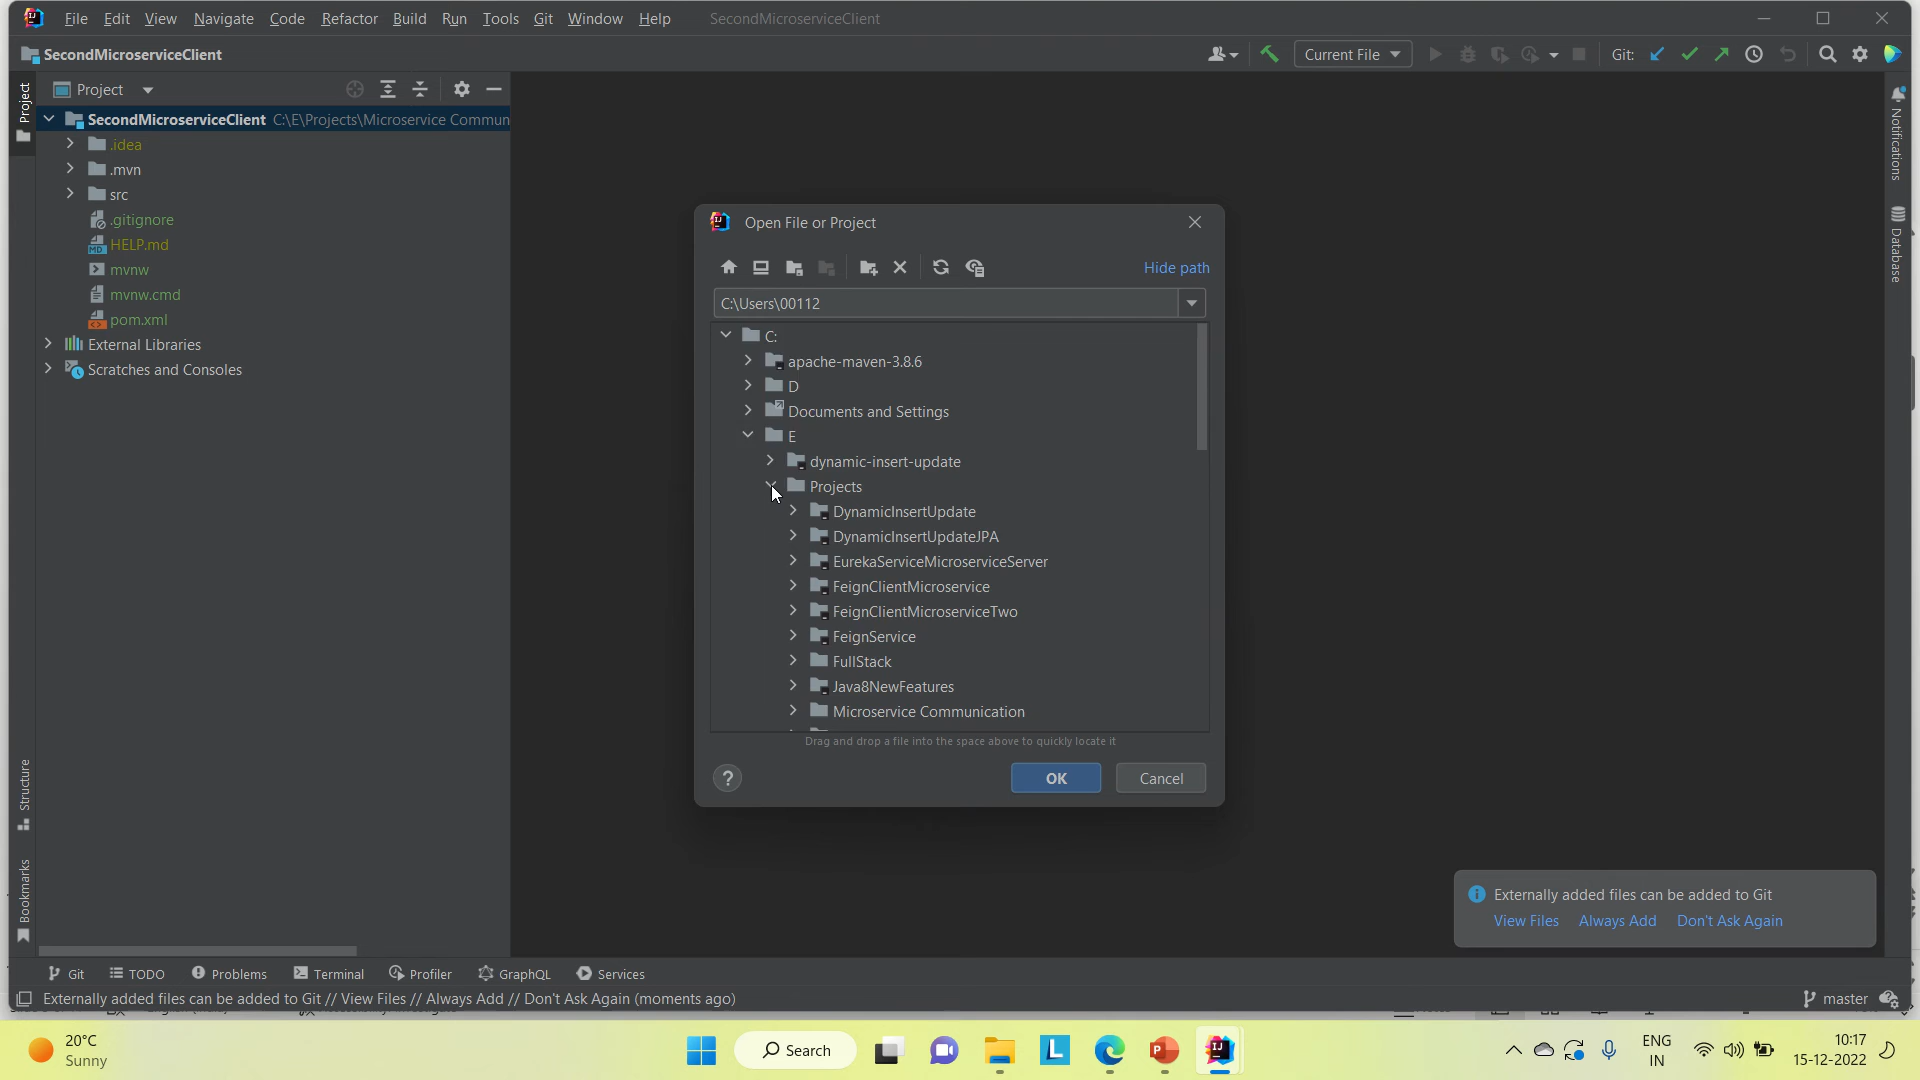 File Edit View Navigate Code Refactor Build Run Tools Git Window Help SecondMicroserviceClient
SecondMicroserviceClient
Current File
Git:
Project
Project
SecondMicroserviceClient C:\E\Projects\Microservice Commun
.idea
.mvn
src
.gitignore
HELP.md
mvnw
mvnw.cmd
pom.xml
External Libraries
Scratches and Consoles
Structure
Bookmarks
Notifications
Database
Open File or Project
Hide path
C:\Users\00112
C:
apache-maven-3.8.6
D
Documents and Settings
E
dynamic-insert-update
Projects
DynamicInsertUpdate
DynamicInsertUpdateJPA
EurekaServiceMicroserviceServer
FeignClientMicroservice
FeignClientMicroserviceTwo
FeignService
FullStack
Java8NewFeatures
Microservice Communication
Drag and drop a file into the space above to quickly locate it
?
OK
Cancel
Externally added files can be added to Git
View Files Always Add Don't Ask Again
Git TODO Problems Terminal Profiler GraphQL Services
Externally added files can be added to Git // View Files // Always Add // Don't Ask Again (moments ago)
master
20°C
Sunny
Search
ENG
IN
10:17
15-12-2022